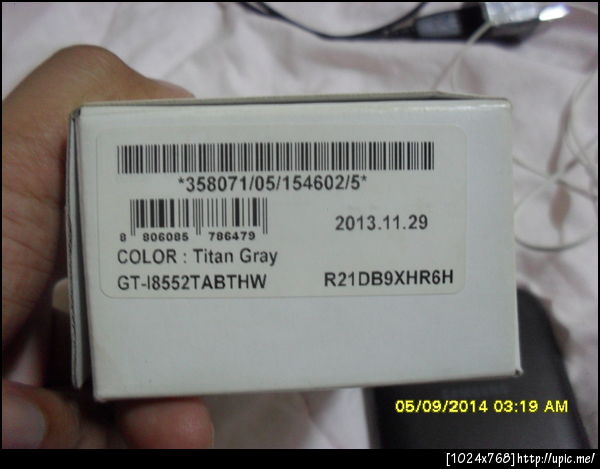 *358071/05/154602/5*
8 806085 786479
2013.11.29
COLOR : Titan Gray
GT-I8552TABTHW
R21DB9XHR6H
05/09/2014 03:19 AM
[1024x768]http://upic.me/